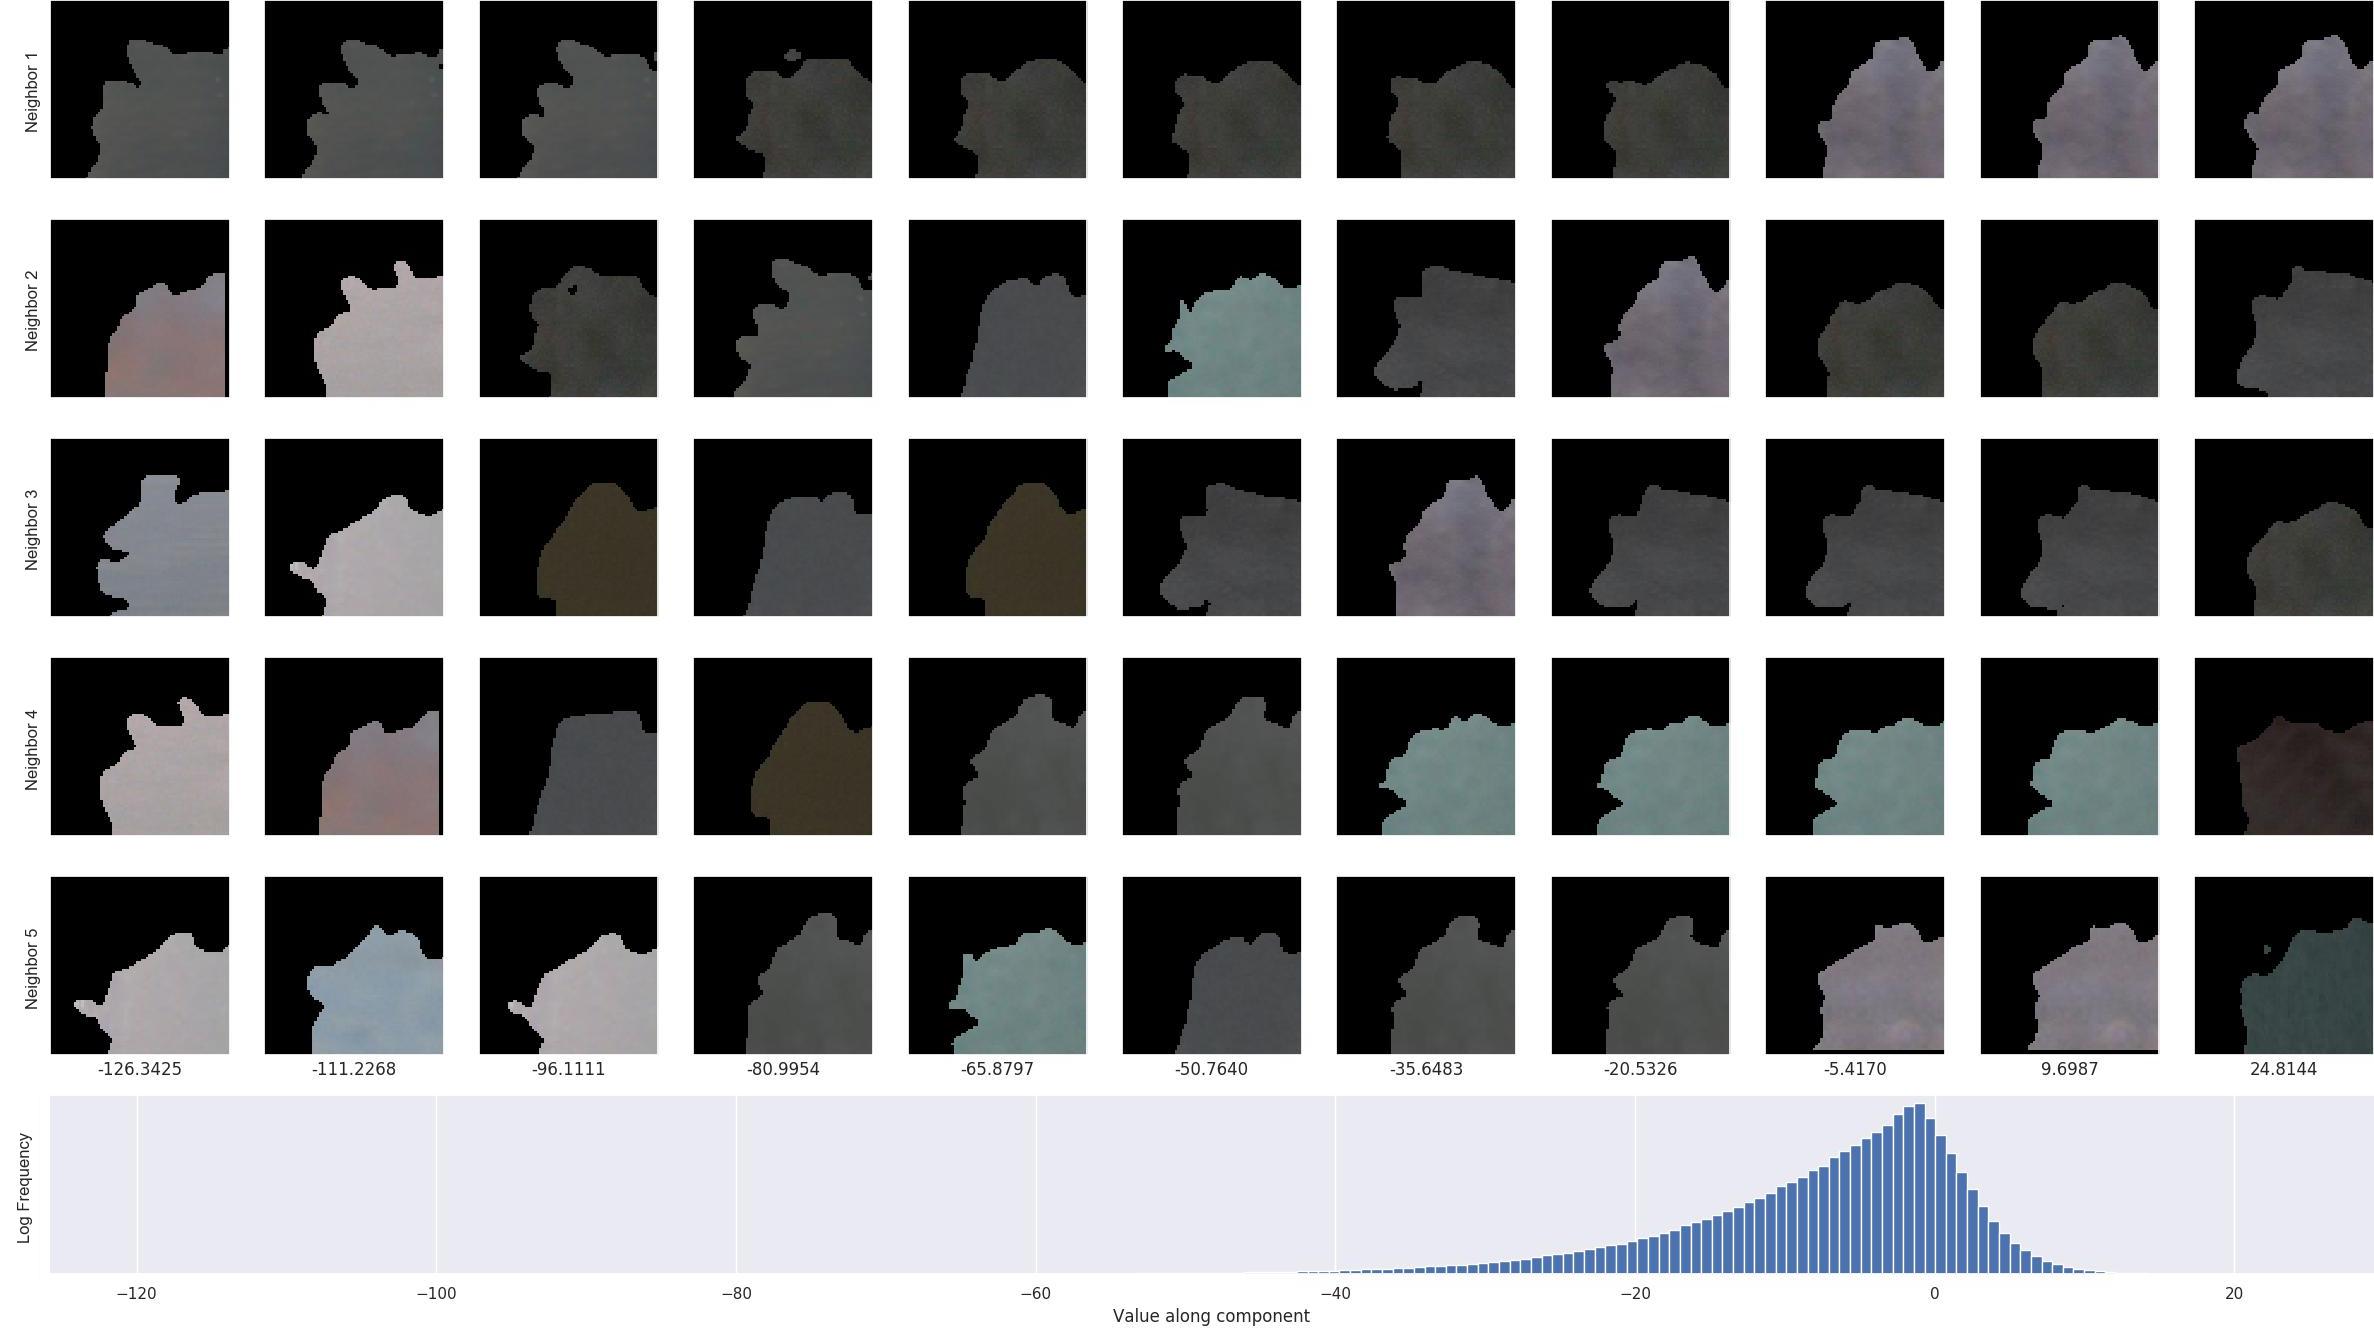 Neighbor 1
Neighbor 2
Neighbor 3
Neighbor 4
Neighbor 5
-126.3425 -111.2268 -96.1111 -80.9954 -65.8797 -50.7640 -35.6483 -20.5326 -5.4170 9.6987 24.8144
Log Frequency
−120 −100 −80 −60 −40 −20 0 20
Value along component